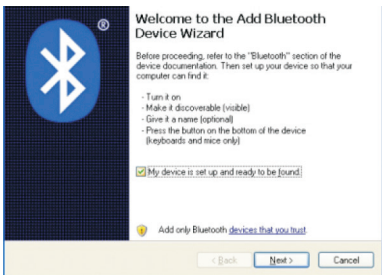 ®
Welcome to the Add Bluetooth
Device Wizard
Before proceeding, refer to the "Bluetooth" section of the
device documentation. Then set up your device so that your
computer can find it:
- Turn it on
- Make it discoverable (visible)
- Give it a name (optional)
- Press the button on the bottom of the device
(keyboards and mice only)
My device is set up and ready to be found.
Add only Bluetooth devices that you trust.
< Back Next > Cancel